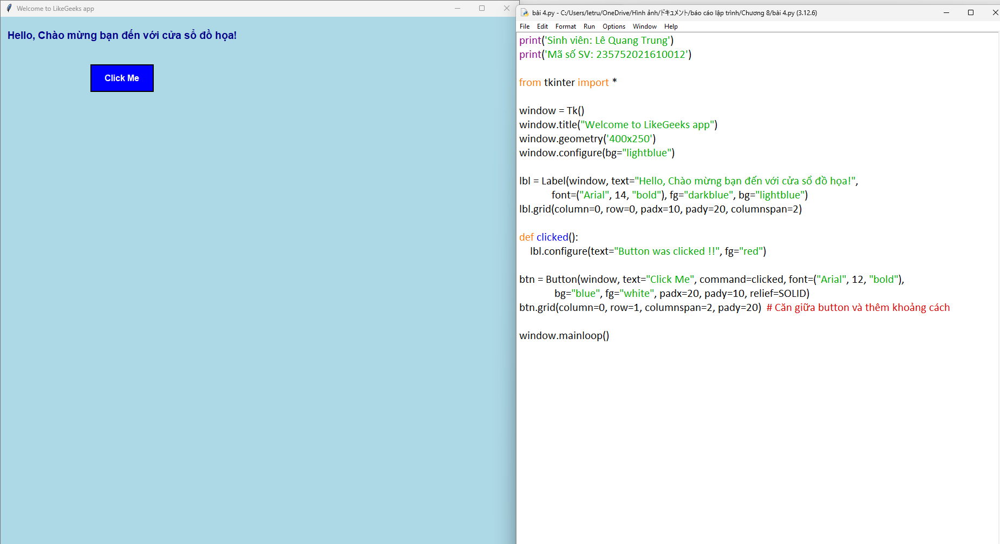 Welcome to LikeGeeks app
Hello, Chào mừng bạn đến với cửa sổ đồ họa!
Click Me
bài 4.py - C:/Users/letru/OneDrive/Hình ảnh/ドキュメント/báo cáo lập trình/Chương 8/bài 4.py (3.12.6)
File Edit Format Run Options Window Help
print('Sinh viên: Lê Quang Trung')
print('Mã số SV: 235752021610012')
from tkinter import *
window = Tk()
window.title("Welcome to LikeGeeks app")
window.geometry('400x250')
window.configure(bg="lightblue")
lbl = Label(window, text="Hello, Chào mừng bạn đến với cửa sổ đồ họa!",
font=("Arial", 14, "bold"), fg="darkblue", bg="lightblue")
lbl.grid(column=0, row=0, padx=10, pady=20, columnspan=2)
def clicked():
lbl.configure(text="Button was clicked !!", fg="red")
btn = Button(window, text="Click Me", command=clicked, font=("Arial", 12, "bold"),
bg="blue", fg="white", padx=20, pady=10, relief=SOLID)
btn.grid(column=0, row=1, columnspan=2, pady=20)  # Căn giữa button và thêm khoảng cách
window.mainloop()